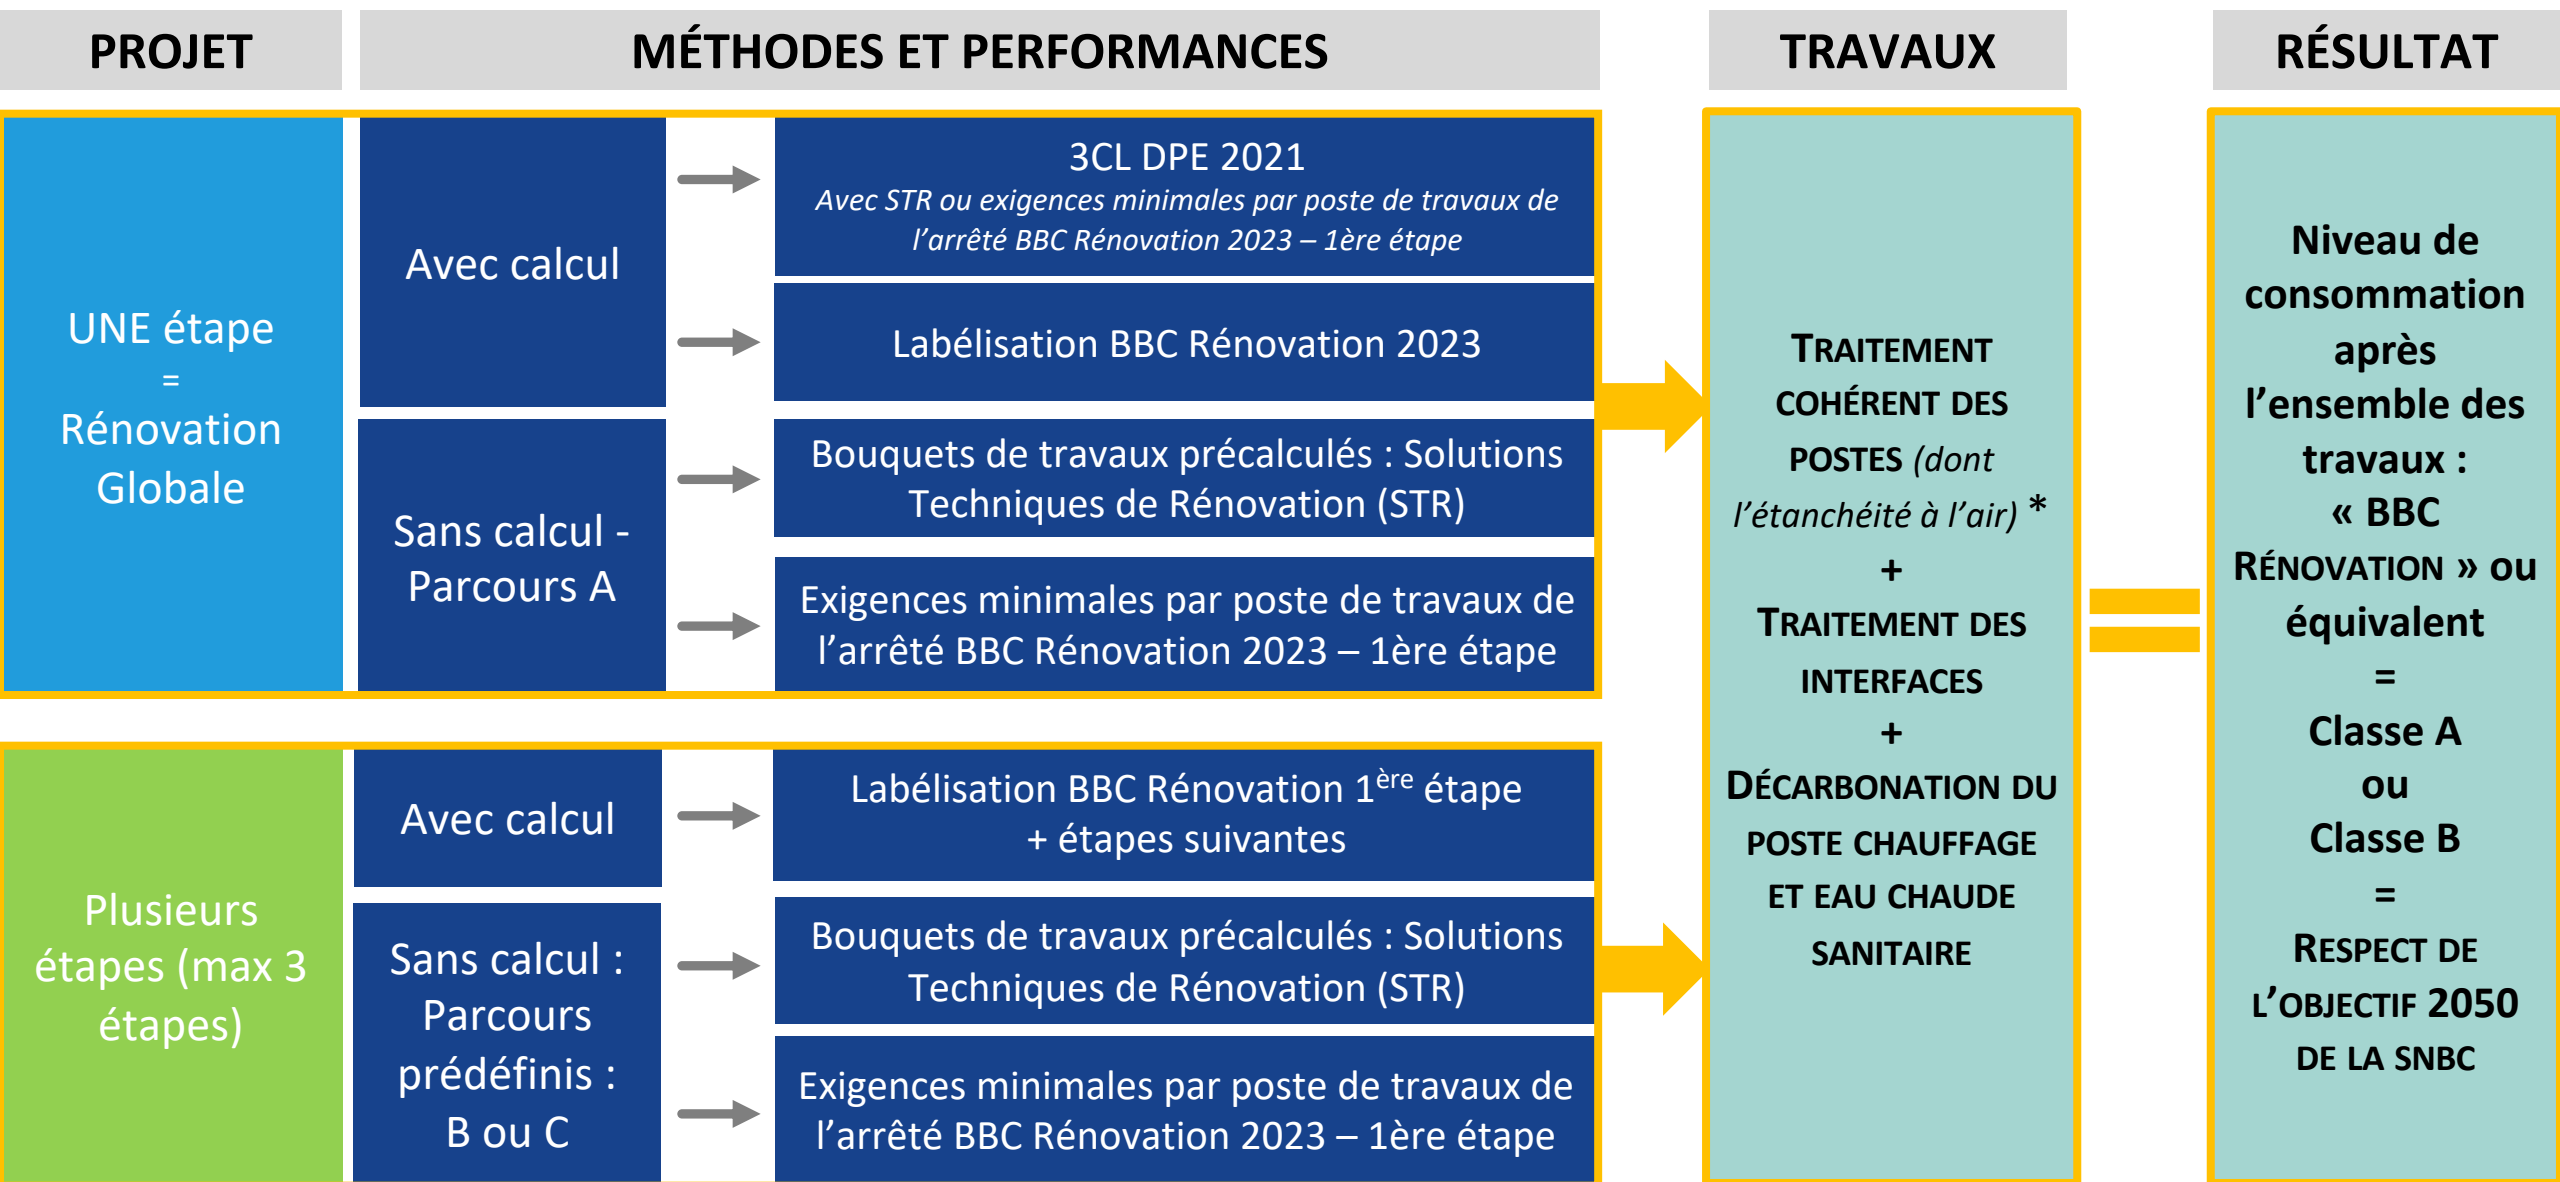 PROJET
MÉTHODES ET PERFORMANCES
TRAVAUX
RÉSULTAT
UNE étape
=
Rénovation
Globale
Avec calcul
3CL DPE 2021
Avec STR ou exigences minimales par poste de travaux de
l’arrêté BBC Rénovation 2023 – 1ère étape
Labélisation BBC Rénovation 2023
Sans calcul -
Parcours A
Bouquets de travaux précalculés : Solutions
Techniques de Rénovation (STR)
Exigences minimales par poste de travaux de
l’arrêté BBC Rénovation 2023 – 1ère étape
Plusieurs
étapes (max 3
étapes)
Avec calcul
Labélisation BBC Rénovation 1ère étape
+ étapes suivantes
Sans calcul :
Parcours
prédéfinis :
B ou C
Bouquets de travaux précalculés : Solutions
Techniques de Rénovation (STR)
Exigences minimales par poste de travaux de
l’arrêté BBC Rénovation 2023 – 1ère étape
TRAITEMENT
COHÉRENT DES
POSTES (dont
l’étanchéité à l’air) *
+
TRAITEMENT DES
INTERFACES
+
DÉCARBONATION DU
POSTE CHAUFFAGE
ET EAU CHAUDE
SANITAIRE
Niveau de
consommation
après
l’ensemble des
travaux :
« BBC
RÉNOVATION » ou
équivalent
=
Classe A
ou
Classe B
=
RESPECT DE
L’OBJECTIF 2050
DE LA SNBC